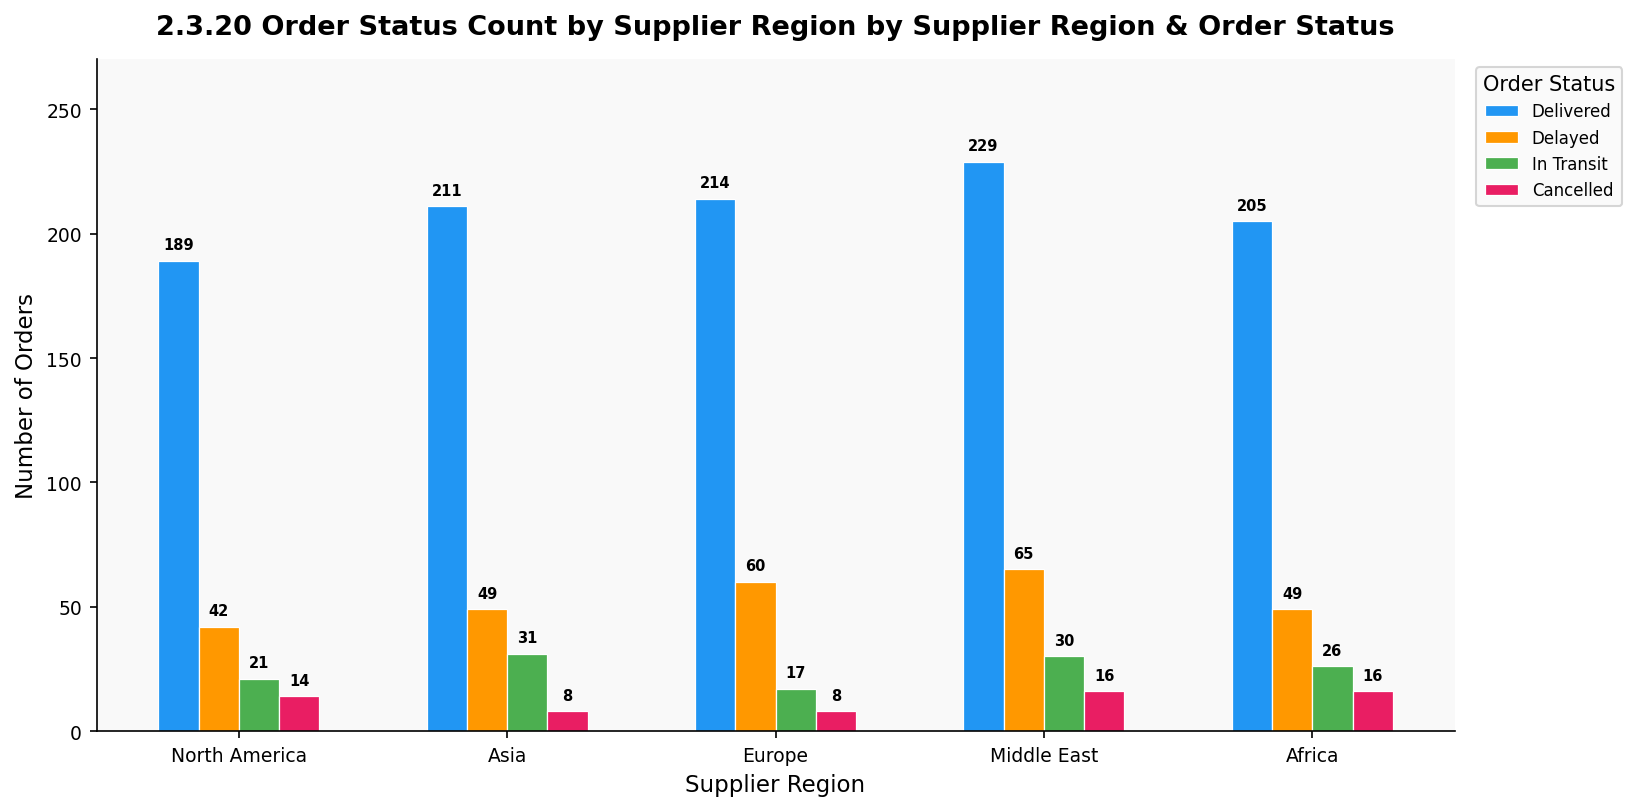 2.3.20 Order Status Count by Supplier Region by Supplier Region & Order Status
Order Status
Delivered
Delayed
In Transit
Cancelled
Number of Orders
250
200
150
100
50
0
189
42
21
14
211
49
31
8
214
60
17
8
229
65
30
16
205
49
26
16
North America
Asia
Europe
Middle East
Africa
Supplier Region